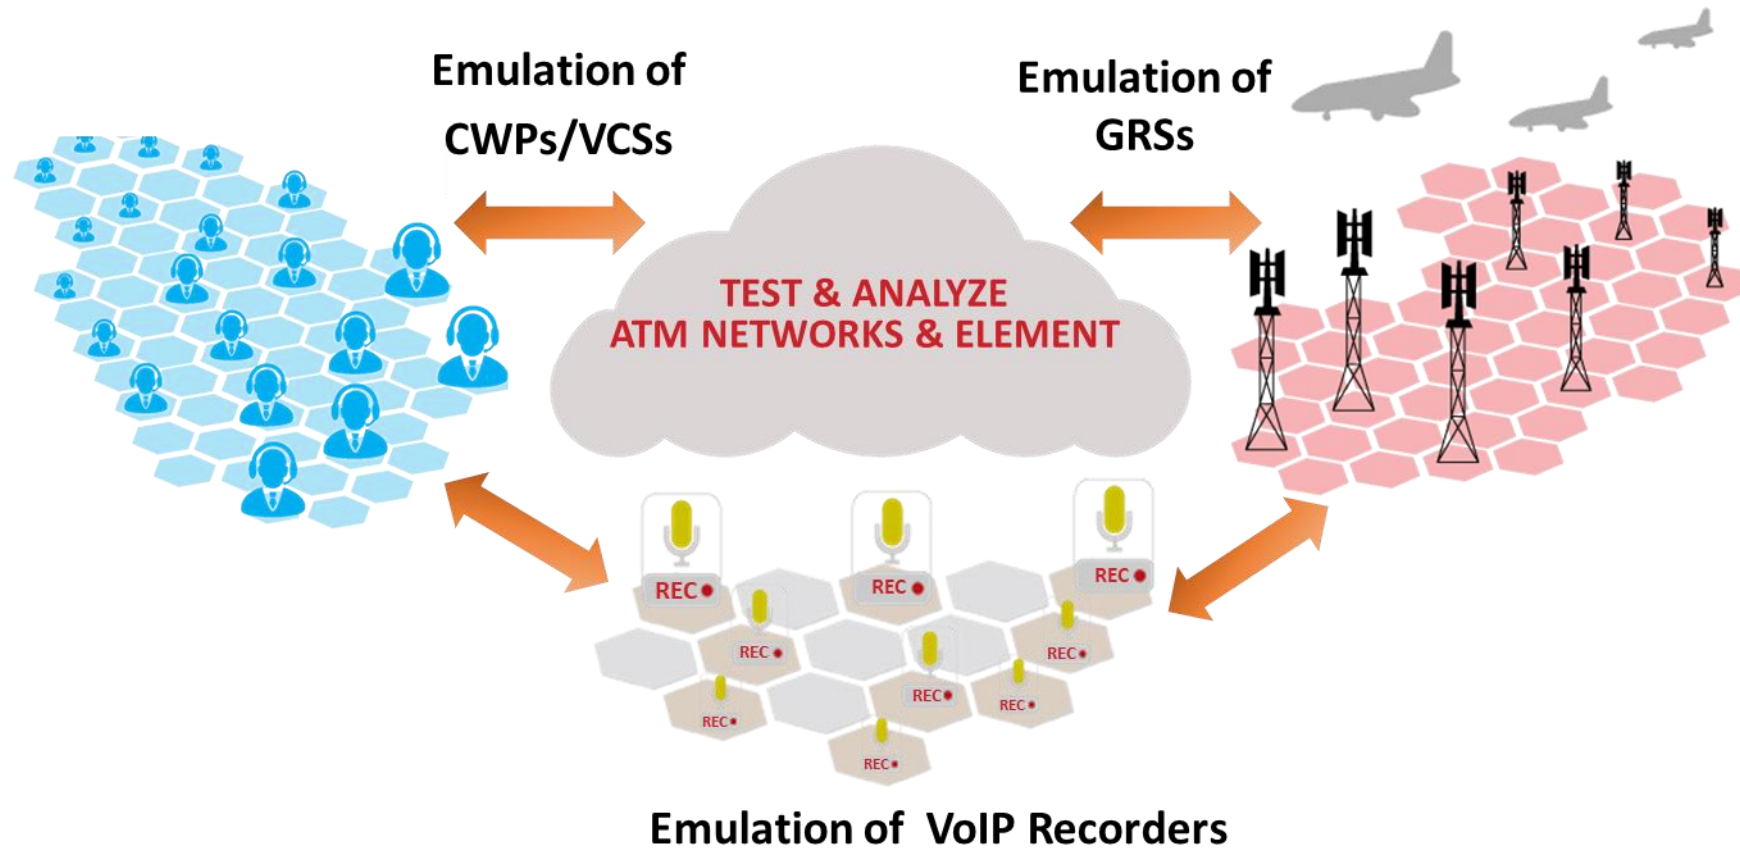 Emulation of
CWPs/VCSs
Emulation of
GRSs
TEST & ANALYZE
ATM NETWORKS & ELEMENT
REC
REC
REC
REC
REC
REC
REC
REC
REC
REC
Emulation of  VoIP Recorders